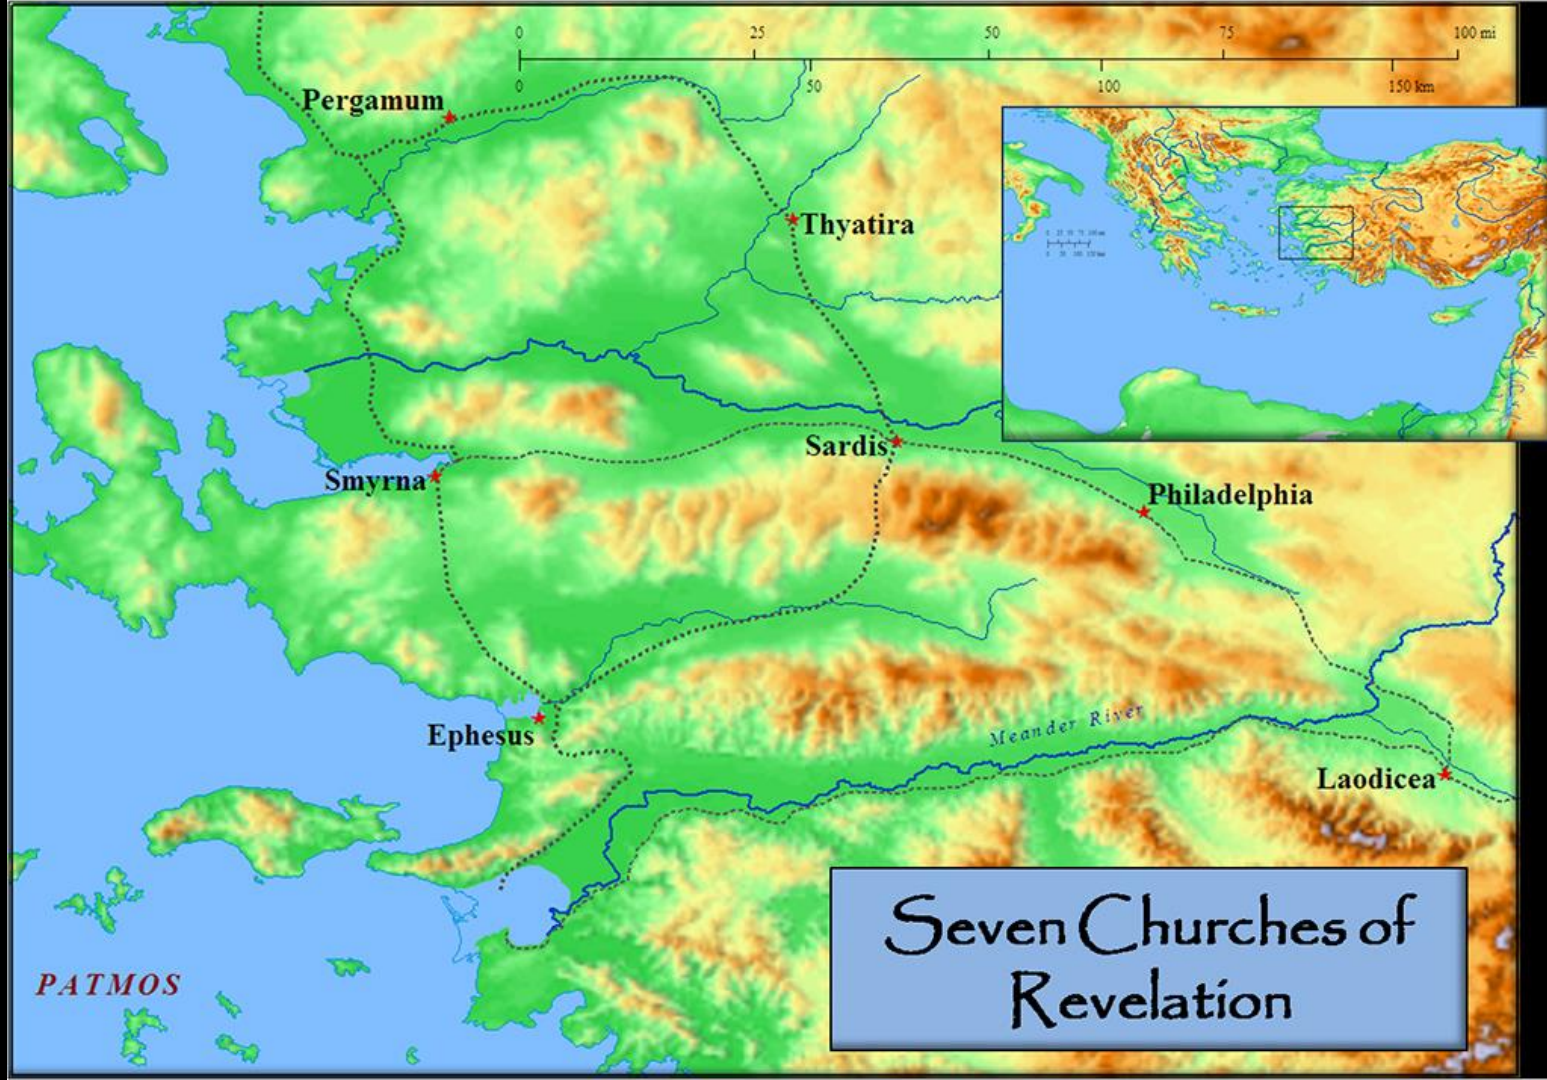 0 25 50 75 100 mi
0 50 100 150 km
Pergamum
Thyatira
Sardis
Smyrna
Philadelphia
Ephesus
Meander River
Laodicea
Seven Churches of
Revelation
PATMOS